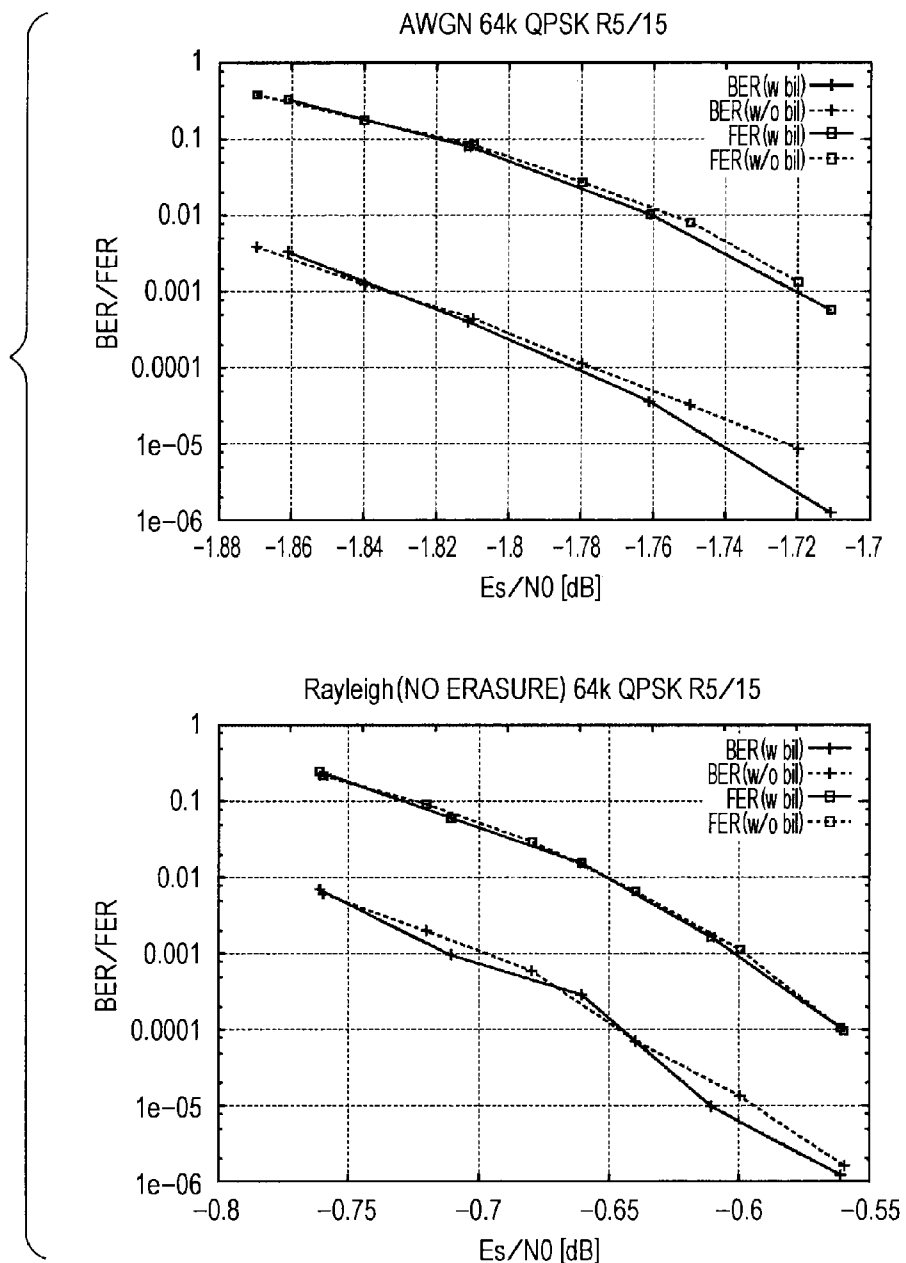 AWGN 64k QPSK R5/15
BER/FER
1
0.1
0.01
0.001
0.0001
1e-05
1e-06
BER(w bil)
BER(w/o bil)
FER(w bil)
FER(w/o bil)
-1.88 -1.86 -1.84 -1.82 -1.8 -1.78 -1.76 -1.74 -1.72 -1.7
Es/N0 [dB]
Rayleigh(NO ERASURE) 64k QPSK R5/15
BER/FER
1
0.1
0.01
0.001
0.0001
1e-05
1e-06
BER(w bil)
BER(w/o bil)
FER(w bil)
FER(w/o bil)
-0.8 -0.75 -0.7 -0.65 -0.6 -0.55
Es/N0 [dB]